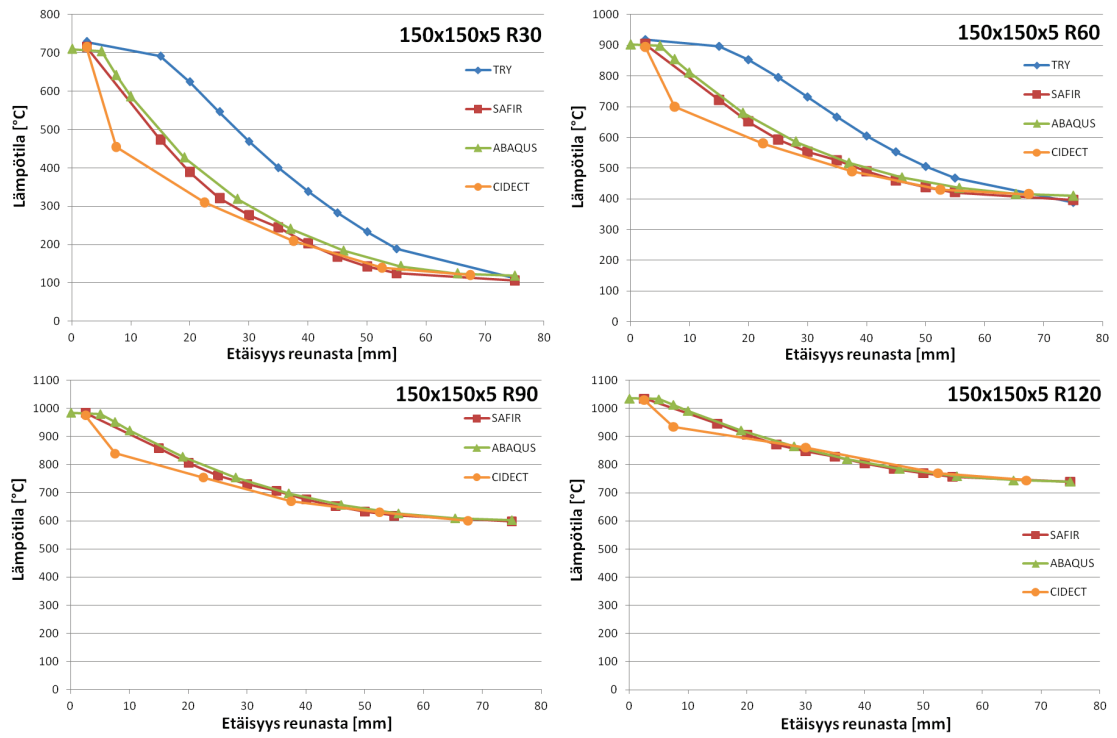 150x150x5 R30
Lämpötila [°C]
800
700
600
500
400
300
200
100
0
0 10 20 30 40 50 60 70 80
Etäisyys reunasta [mm]
TRY
SAFIR
ABAQUS
CIDECT
150x150x5 R60
Lämpötila [°C]
1000
900
800
700
600
500
400
300
200
100
0
0 10 20 30 40 50 60 70 80
Etäisyys reunasta [mm]
TRY
SAFIR
ABAQUS
CIDECT
150x150x5 R90
Lämpötila [°C]
1100
1000
900
800
700
600
500
400
300
200
100
0
0 10 20 30 40 50 60 70 80
Etäisyys reunasta [mm]
SAFIR
ABAQUS
CIDECT
150x150x5 R120
Lämpötila [°C]
1100
1000
900
800
700
600
500
400
300
200
100
0
0 10 20 30 40 50 60 70 80
Etäisyys reunasta [mm]
SAFIR
ABAQUS
CIDECT